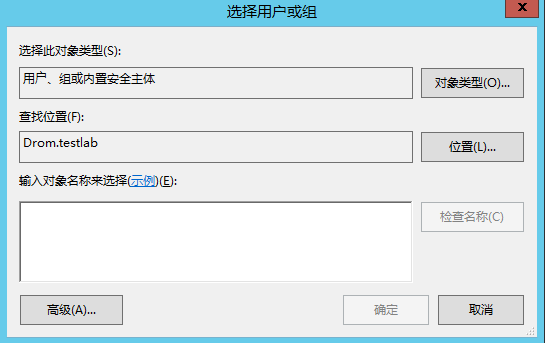 选择用户或组
选择此对象类型(S):
用户、组或内置安全主体
对象类型(O)...
查找位置(F):
Drom.testlab
位置(L)...
输入对象名称来选择(示例)(E):
检查名称(C)
高级(A)...
确定
取消